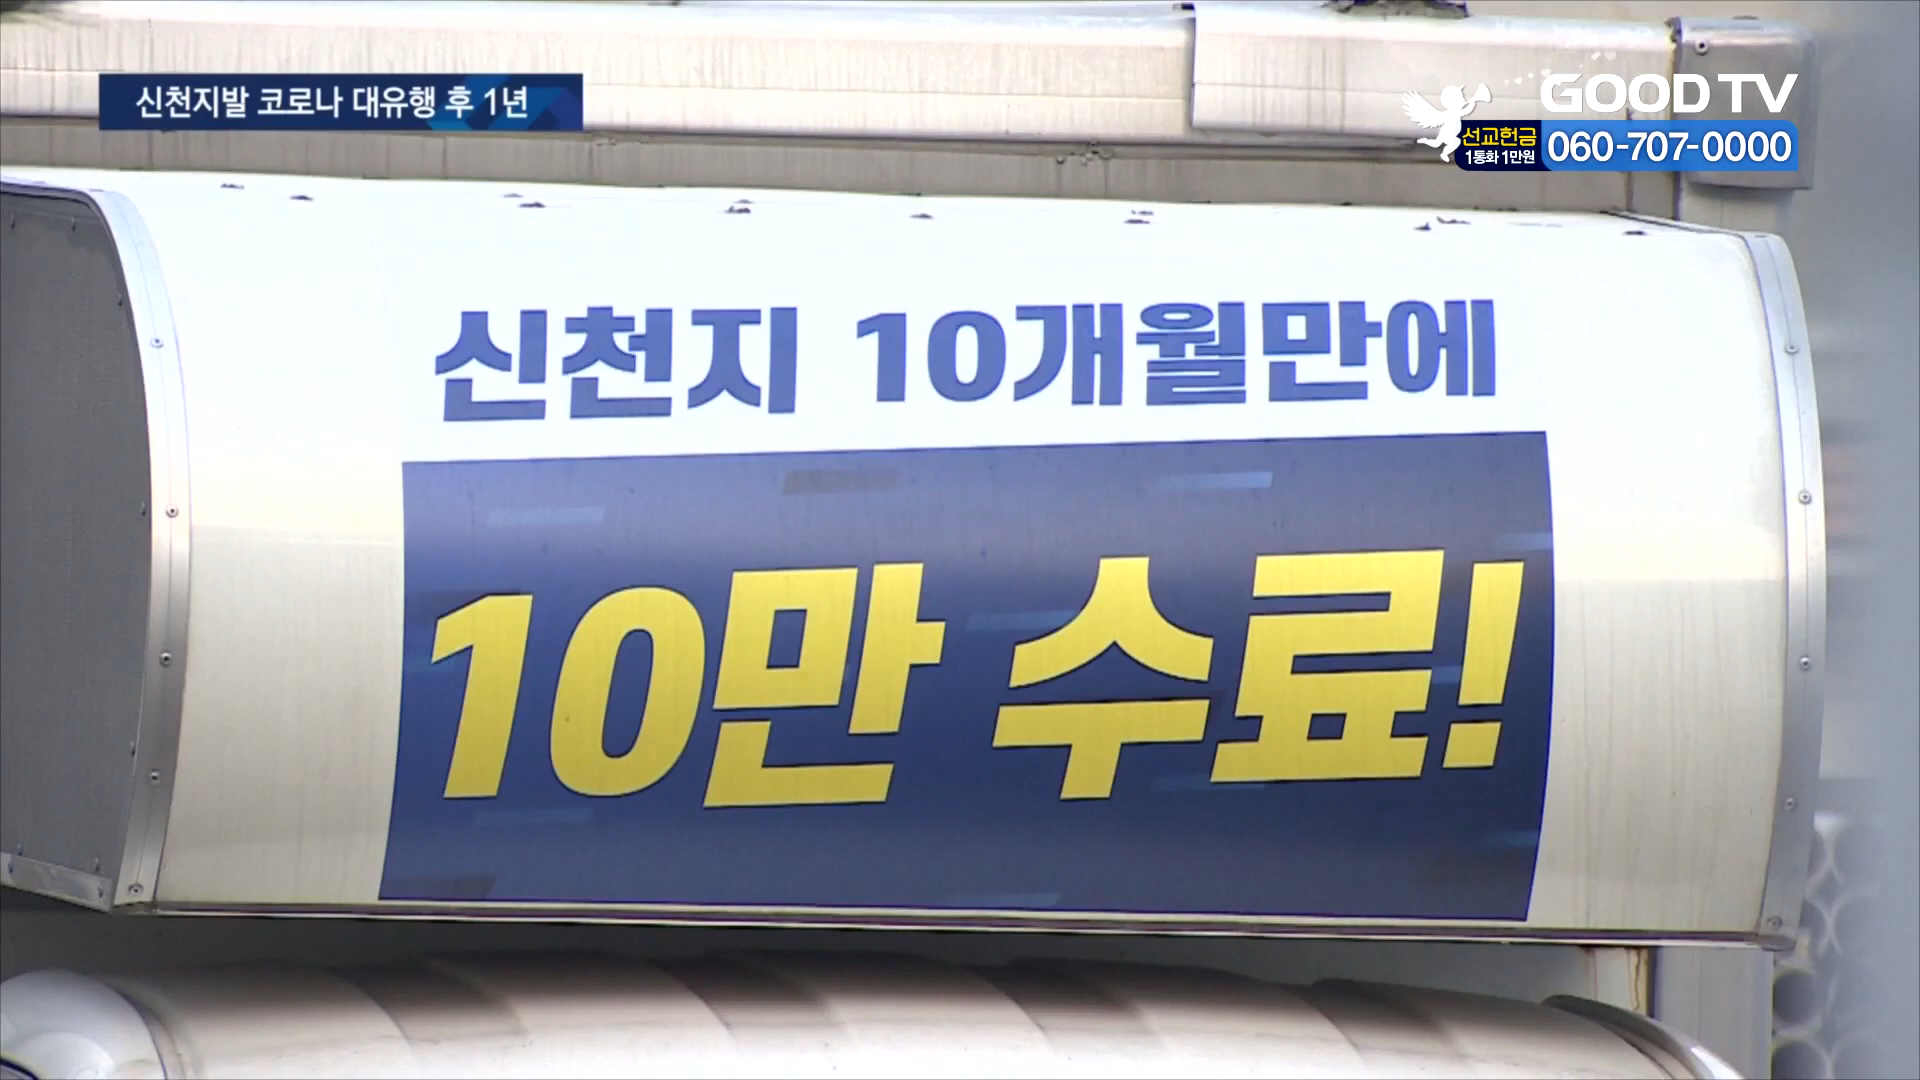 신천지발 코로나 대유행 후 1년
GOODTV
선교헌금
1통화 1만원
060-707-0000
신천지 10개월만에
10만 수료!